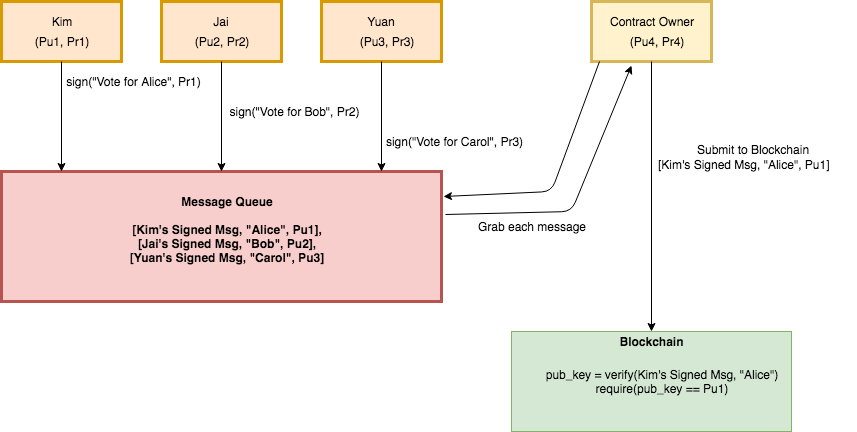 Kim
(Pu1, Pr1)
Jai
(Pu2, Pr2)
Yuan
(Pu3, Pr3)
Contract Owner
(Pu4, Pr4)
sign("Vote for Alice", Pr1)
sign("Vote for Bob", Pr2)
sign("Vote for Carol", Pr3)
Submit to Blockchain
[Kim's Signed Msg, "Alice", Pu1]
Message Queue
[Kim's Signed Msg, "Alice", Pu1],
[Jai's Signed Msg, "Bob", Pu2],
[Yuan's Signed Msg, "Carol", Pu3]
Grab each message
Blockchain
pub_key = verify(Kim's Signed Msg, "Alice")
require(pub_key == Pu1)